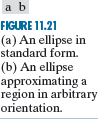 a b
FIGURE 11.21
(a) An ellipse in
standard form.
(b) An ellipse
approximating a
region in arbitrary
orientation.